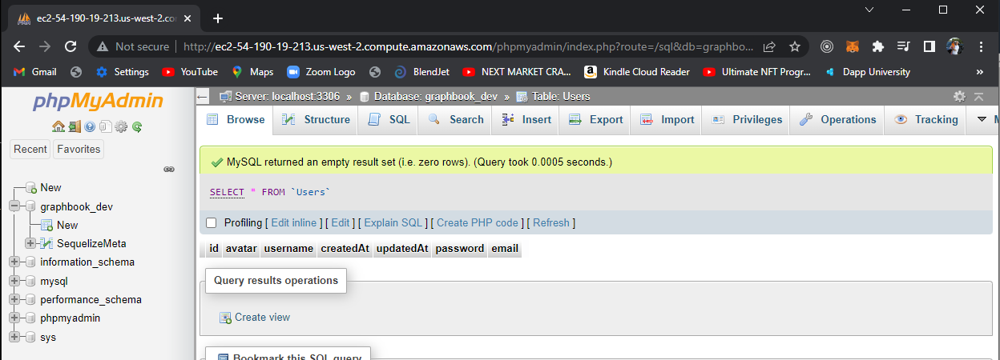 ec2-54-190-19-213.us-west-2.co
Not secure http://ec2-54-190-19-213.us-west-2.compute.amazonaws.com/phpmyadmin/index.php?route=/sql&db=graphbo...
Gmail Settings YouTube Maps Zoom Logo BlendJet NEXT MARKET CRA... Kindle Cloud Reader Ultimate NFT Progr... Dapp University »
phpMyAdmin
Recent Favorites
New
graphbook_dev
New
SequelizeMeta
information_schema
mysql
performance_schema
phpmyadmin
sys
Server: localhost:3306 » Database: graphbook_dev » Table: Users
Browse Structure SQL Search Insert Export Import Privileges Operations Tracking M
MySQL returned an empty result set (i.e. zero rows). (Query took 0.0005 seconds.)
SELECT * FROM `Users`
Profiling [ Edit inline ] [ Edit ] [ Explain SQL ] [ Create PHP code ] [ Refresh ]
id avatar username createdAt updatedAt password email
Query results operations
Create view
Bookmark this SQL query